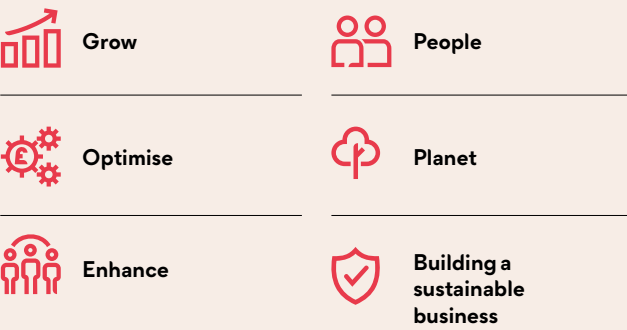 Grow
People
£
Optimise
Planet
Enhance
Building a
sustainable
business